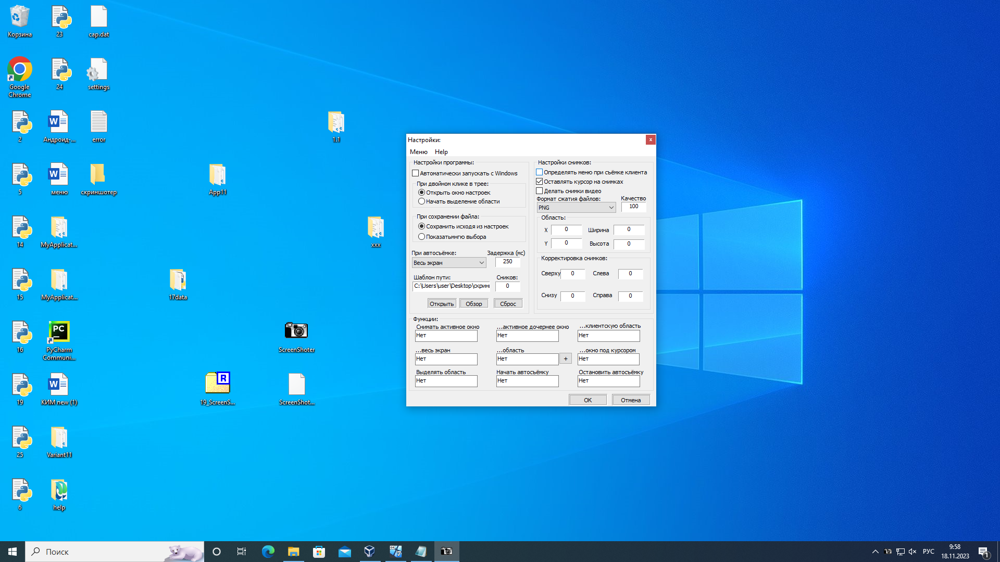 Корзина
23
cap.dat
Google
Chrome
24
settings
2
Андроид-...
error
1.1
5
меню
скриншотер
App11
14
MyApplicat...
xxx
15
MyApplicat...
17data
16
PC
PyCharm
Communi...
ScreenShoter
19
КИМ new (1)
R
19_ScreenS...
ScreenShot...
25
Variant11
6
help
Настройки:
x
Меню Help
Настройки программы:
Автоматически запускать с Windows
При двойном клике в трее:
Открыть окно настроек
Начать выделение области
При сохранении файла:
Сохранить исходя из настроек
Показатьмнгю выбора
При автосъёмке: Задержка (мс)
Весь экран 250
Шаблон пути: Сников:
C:\Users\user\Desktop\скрин 0
Открыть Обзор Сброс
Настройки снимков:
Определять меню при съёмке клиента
Оставлять курсор на снимках
Делать снимки видео
Формат сжатия файлов: Качество
PNG 100
Область:
X 0 Ширина 0
Y 0 Высота 0
Корректировка снимков:
Сверху 0 Слева 0
Снизу 0 Справа 0
Функции:
Снимать активное окно ...активное дочернее окно ...клиентскую область
Нет Нет Нет
...весь экран ...область ...окно под курсором
Нет Нет + Нет
Выделять область Начать автосъёмку Остановить автосъёмку
Нет Нет Нет
OK Отмена
Поиск
РУС
9:58
18.11.2023
1